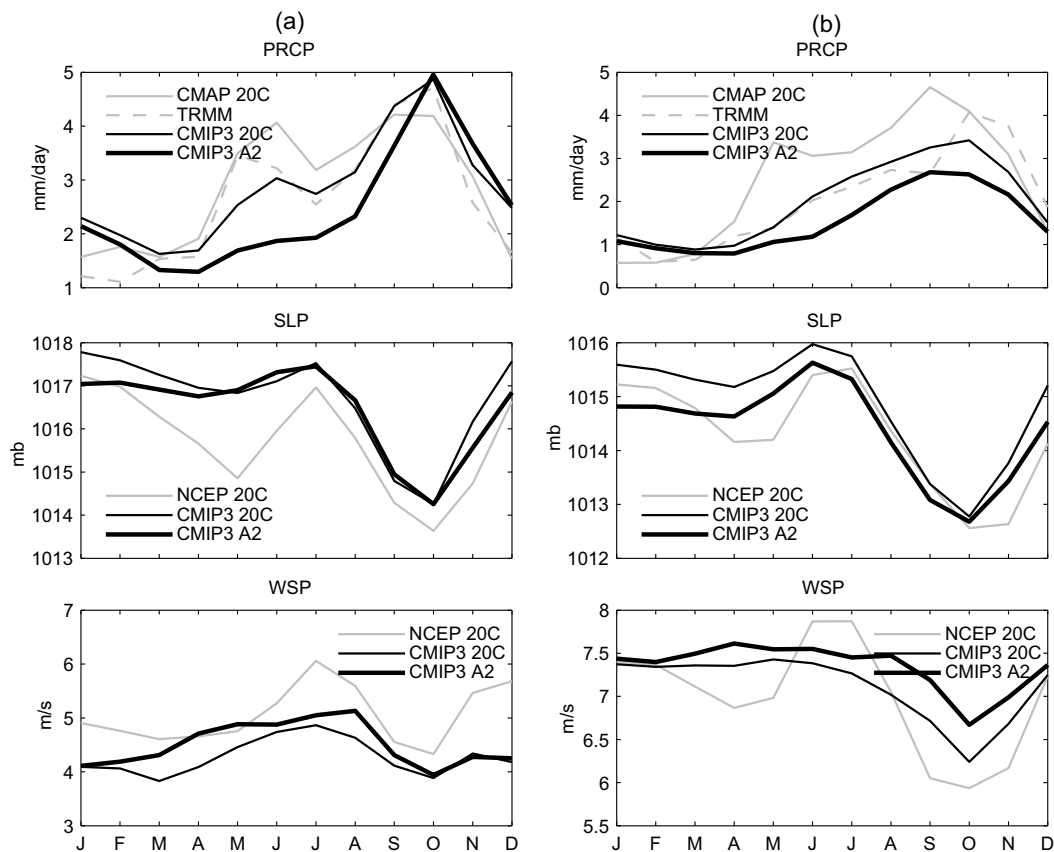 (a)
PRCP
5
4
3
2
1
mm/day
CMAP 20C
TRMM
CMIP3 20C
CMIP3 A2
J F M A M J J A S O N D
SLP
1018
1017
1016
1015
1014
1013
mb
NCEP 20C
CMIP3 20C
CMIP3 A2
WSP
7
6
5
4
3
m/s
NCEP 20C
CMIP3 20C
CMIP3 A2
J F M A M J J A S O N D
(b)
PRCP
5
4
3
2
1
0
mm/day
CMAP 20C
TRMM
CMIP3 20C
CMIP3 A2
J F M A M J J A S O N D
SLP
1016
1015
1014
1013
1012
mb
NCEP 20C
CMIP3 20C
CMIP3 A2
WSP
8
7.5
7
6.5
6
5.5
m/s
NCEP 20C
CMIP3 20C
CMIP3 A2
J F M A M J J A S O N D